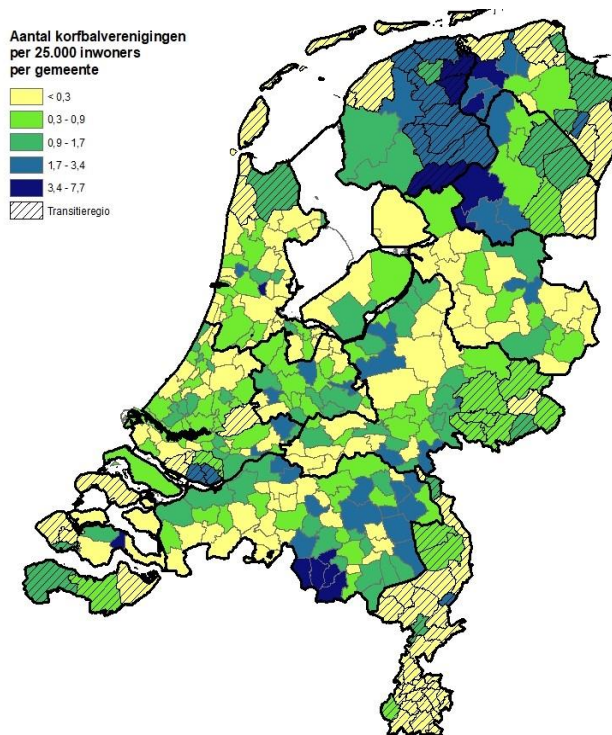 Aantal korfbalverenigingen
per 25.000 inwoners
per gemeente
< 0,3
0,3 - 0,9
0,9 - 1,7
1,7 - 3,4
3,4 - 7,7
Transitieregio